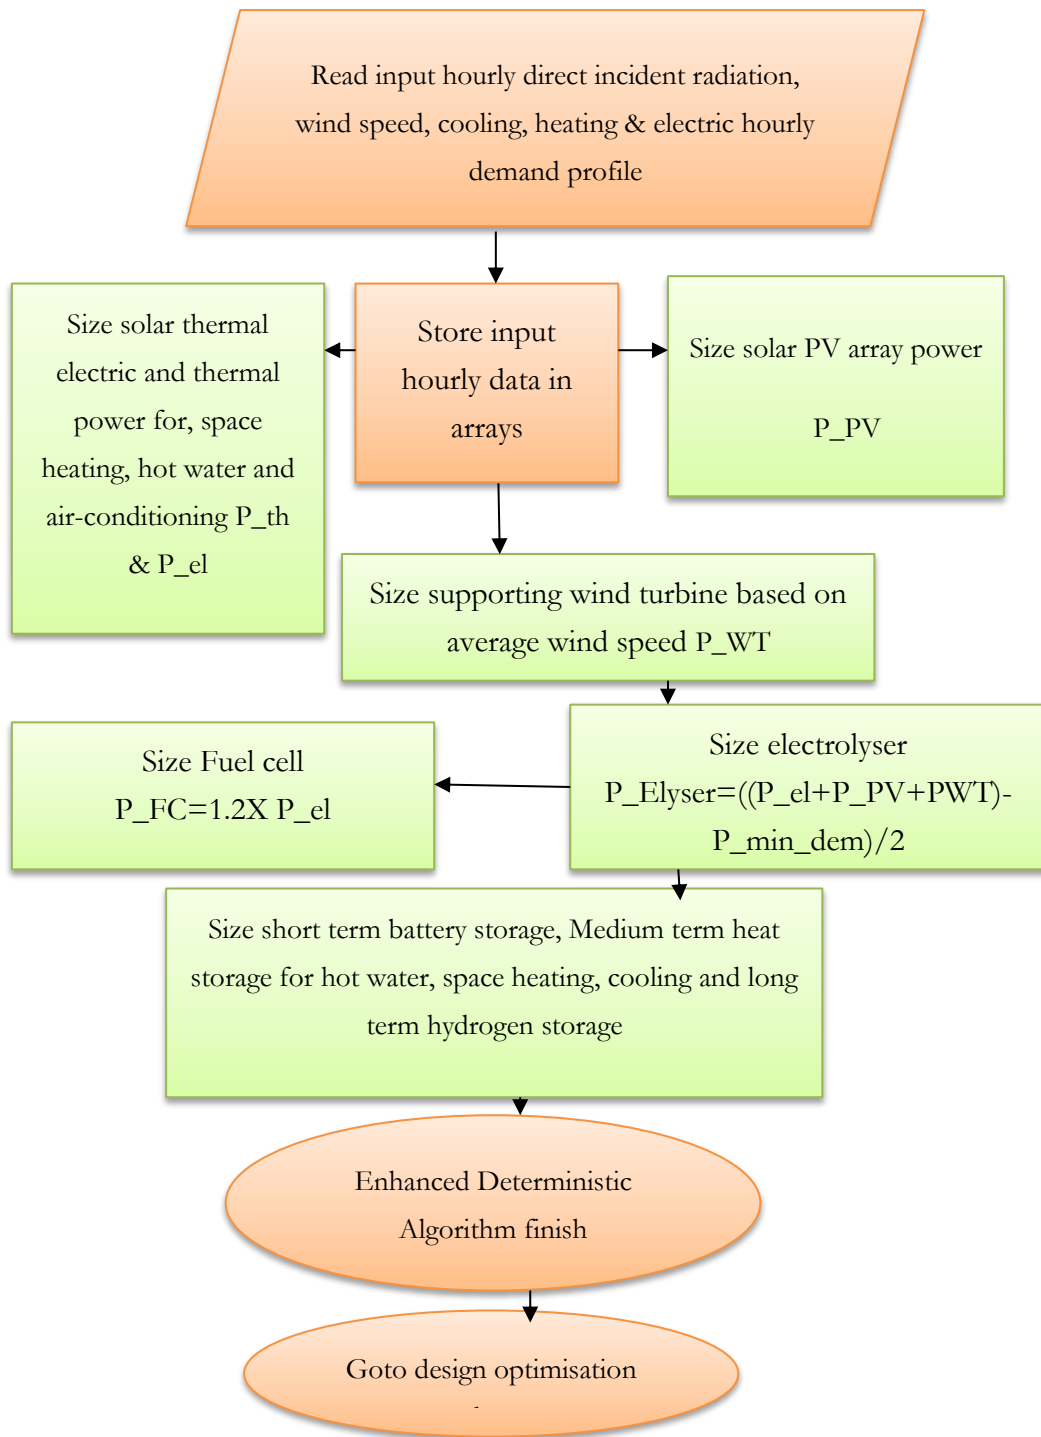 Read input hourly direct incident radiation,
wind speed, cooling, heating & electric hourly
demand profile
Size solar thermal
electric and thermal
power for, space
heating, hot water and
air-conditioning P_th
& P_el
Store input
hourly data in
arrays
Size solar PV array power
P_PV
Size supporting wind turbine based on
average wind speed P_WT
Size Fuel cell
P_FC=1.2X P_el
Size electrolyser
P_Elyser=((P_el+P_PV+PWT)-
P_min_dem)/2
Size short term battery storage, Medium term heat
storage for hot water, space heating, cooling and long
term hydrogen storage
Enhanced Deterministic
Algorithm finish
Goto design optimisation